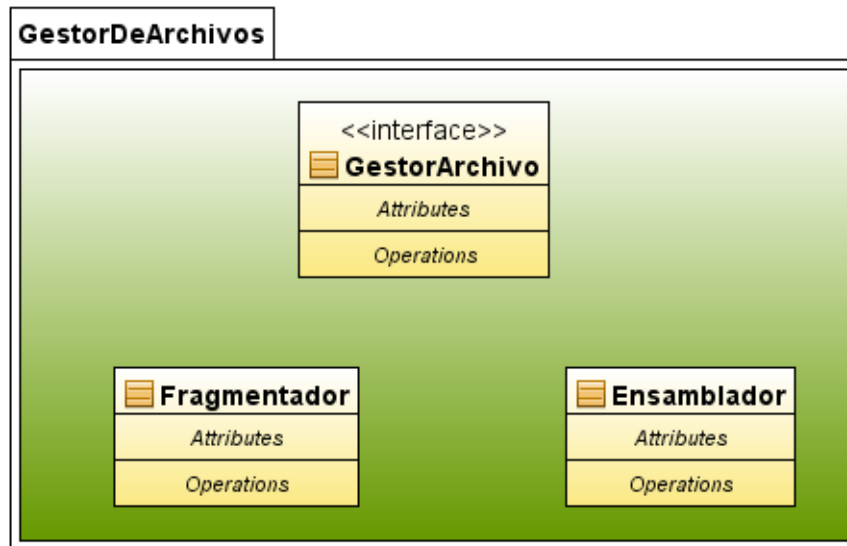 GestorDeArchivos
<<interface>>
GestorArchivo
Attributes
Operations
Fragmentador
Attributes
Operations
Ensamblador
Attributes
Operations